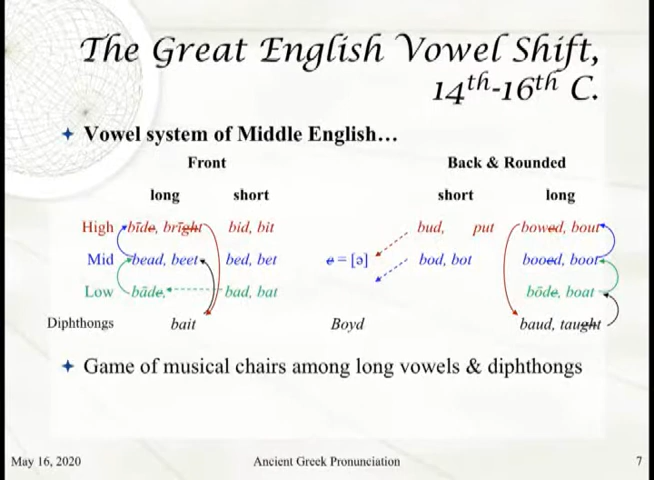 The Great English Vowel Shift,
14th-16th C.
Vowel system of Middle English…
Front Back & Rounded
long short short long
High bīde, brīght bid, bit bud, put bowed, bout
Mid bead, beet bed, bet e = [ə] bod, bot booed, boot
Low bāde, bad, bat bōde, boat
Diphthongs bait Boyd baud, taught
Game of musical chairs among long vowels & diphthongs
May 16, 2020 Ancient Greek Pronunciation 7